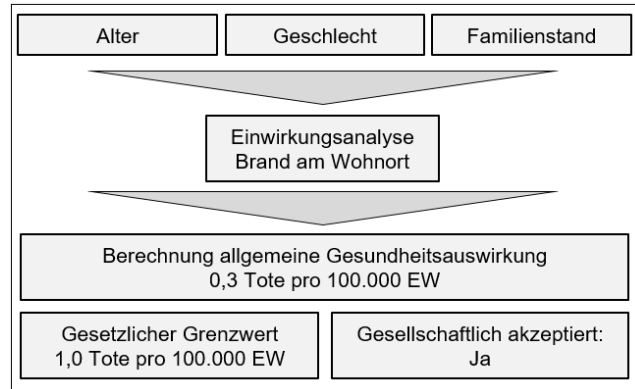 Alter
Geschlecht
Familienstand
Einwirkungsanalyse
Brand am Wohnort
Berechnung allgemeine Gesundheitsauswirkung
0,3 Tote pro 100.000 EW
Gesetzlicher Grenzwert
1,0 Tote pro 100.000 EW
Gesellschaftlich akzeptiert:
Ja